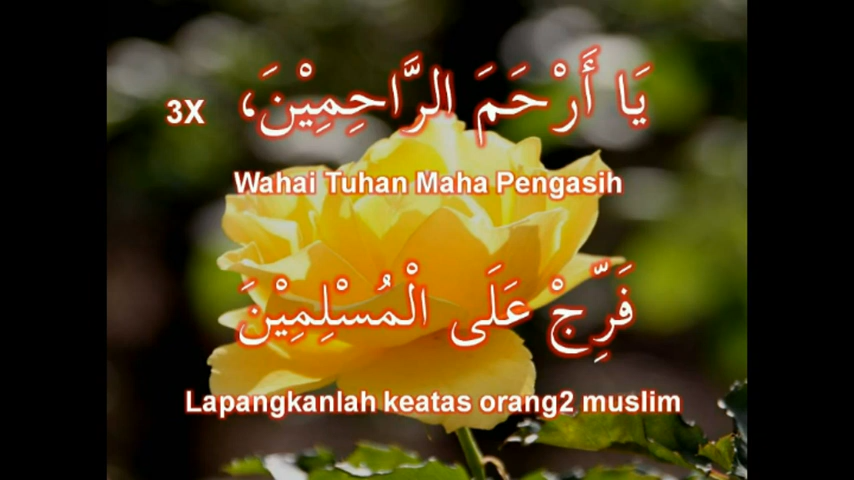 يَا أَرْحَمَ الرَّاحِمِيْنَ، 3X
Wahai Tuhan Maha Pengasih
فَرِّجْ عَلَى الْمُسْلِمِيْنَ
Lapangkanlah keatas orang2 muslim